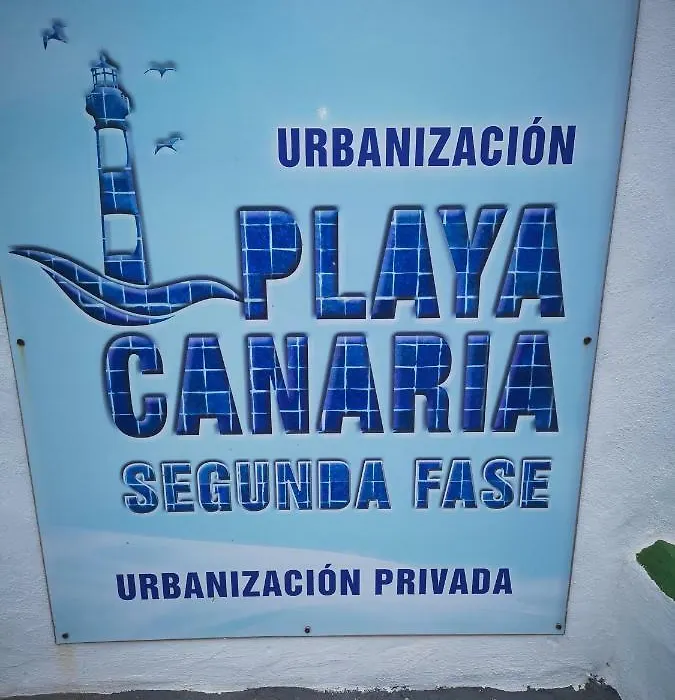 URBANIZACIÓN
PLAYA
CANARIA
SEGUNDA FASE
URBANIZACIÓN PRIVADA